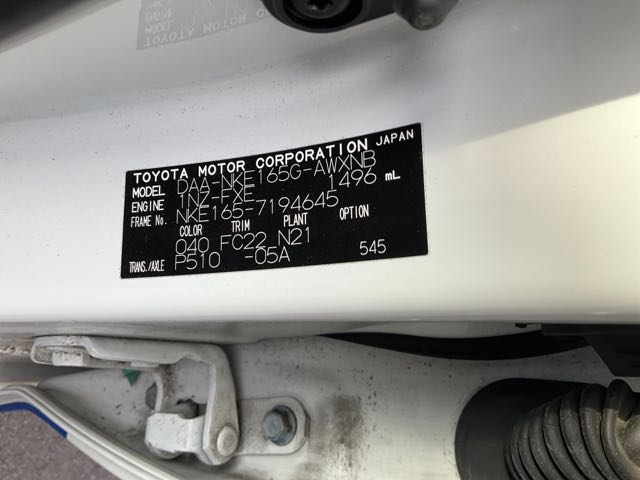 TOYOTA MOTOR CORPORATION JAPAN
MODEL DAA-NKE165G-AWXNB
ENGINE 1NZ-FXE 1496 mL
FRAME No. NKE165-7194645
COLOR TRIM PLANT OPTION
040 FC22 N21
TRANS./AXLE P510 -05A 545